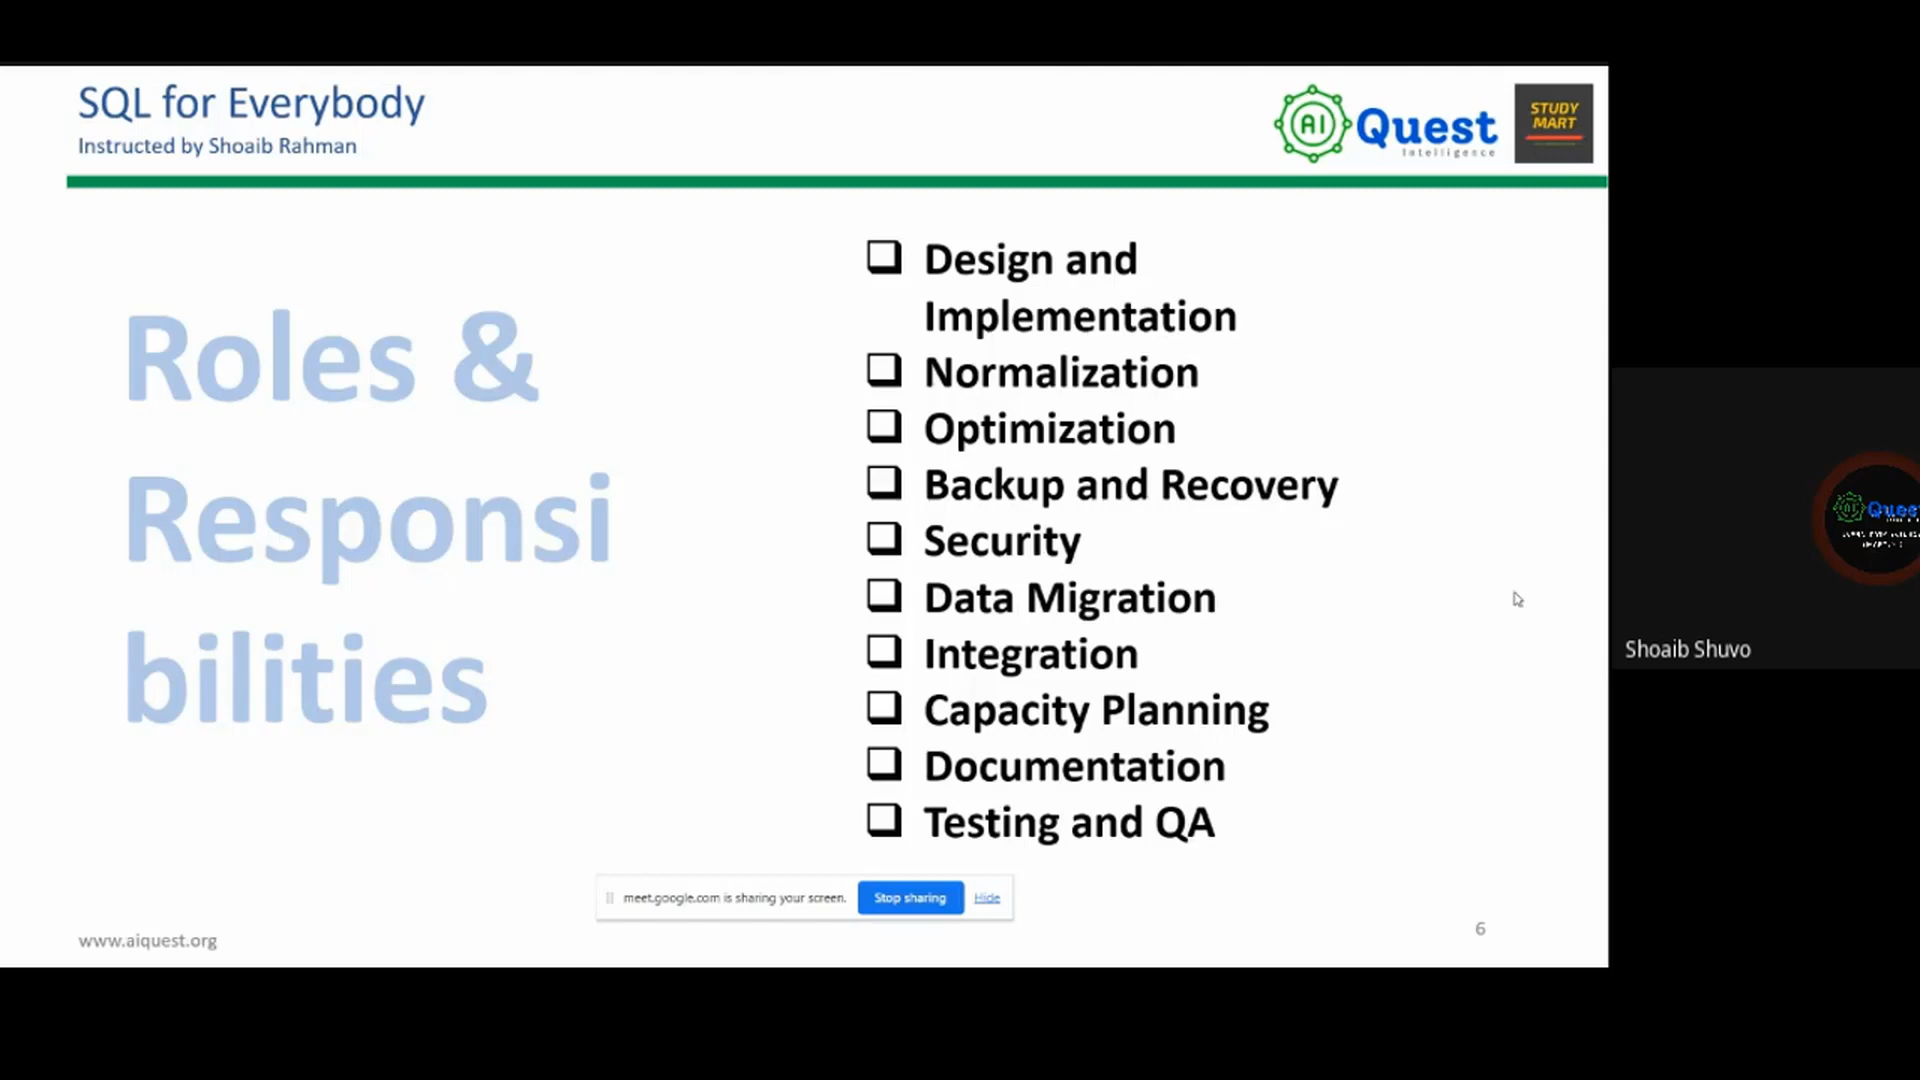 SQL for Everybody
Instructed by Shoaib Rahman
AI Quest
Intelligence
STUDY
MART
Roles &
Responsi
bilities
Design and
Implementation
Normalization
Optimization
Backup and Recovery
Security
Data Migration
Integration
Capacity Planning
Documentation
Testing and QA
Shoaib Shuvo
meet.google.com is sharing your screen. Stop sharing Hide
www.aiquest.org
6